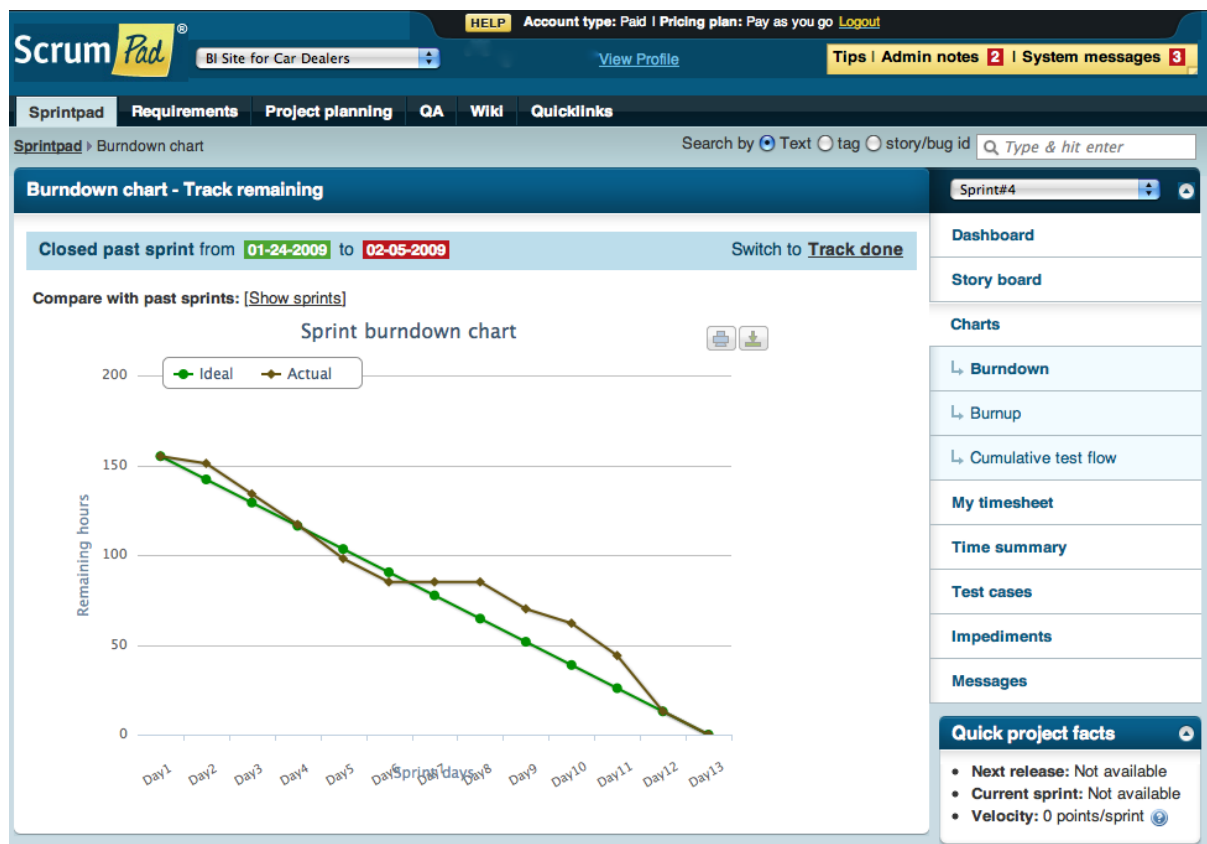 HELP Account type: Paid I Pricing plan: Pay as you go Logout
Scrum Pad ®
BI Site for Car Dealers
View Profile
Tips I Admin notes 2 I System messages 3
Sprintpad Requirements Project planning QA Wiki Quicklinks
Sprintpad Burndown chart
Search by Text tag story/bug id Type & hit enter
Burndown chart - Track remaining
Closed past sprint from 01-24-2009 to 02-05-2009 Switch to Track done
Compare with past sprints: [Show sprints]
Sprint burndown chart
Ideal Actual
200
150
100
50
0
Remaining hours
Day1 Day2 Day3 Day4 Day5 Day6 Day7 Day8 Day9 Day10 Day11 Day12 Day13
Sprint days
Sprint#4
Dashboard
Story board
Charts
Burndown
Burnup
Cumulative test flow
My timesheet
Time summary
Test cases
Impediments
Messages
Quick project facts
Next release: Not available
Current sprint: Not available
Velocity: 0 points/sprint ?